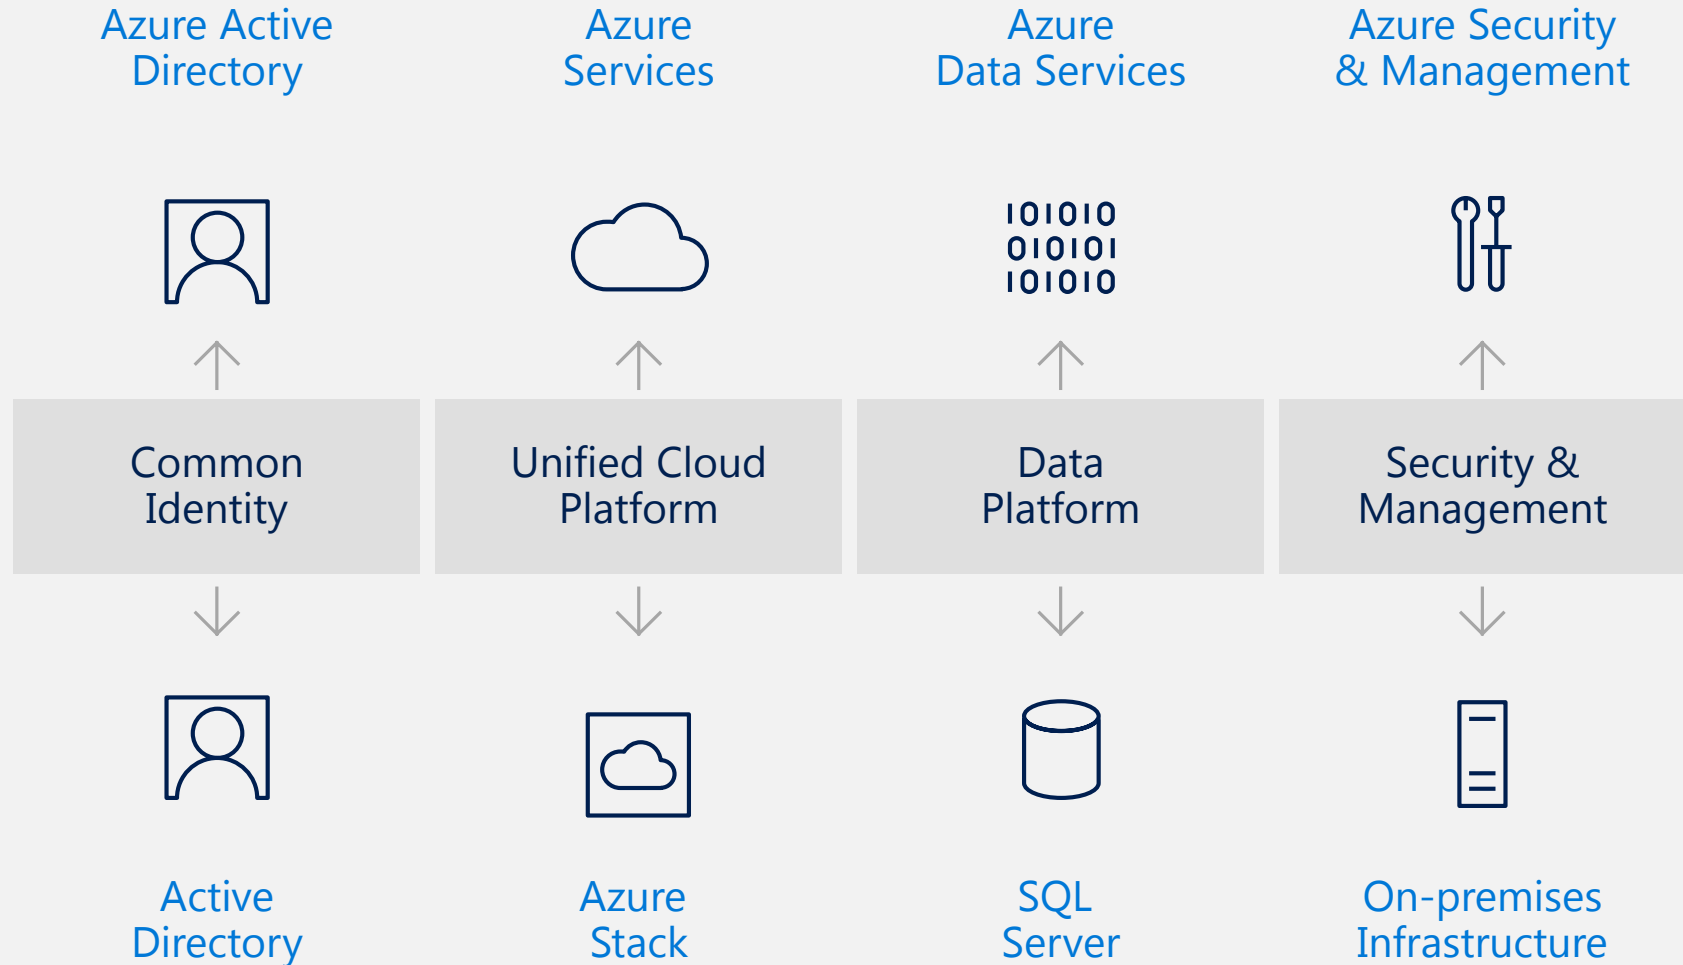 Azure Active
Directory
Azure
Services
Azure
Data Services
Azure Security
& Management
101010
010101
101010
Common
Identity
Unified Cloud
Platform
Data
Platform
Security &
Management
Active
Directory
Azure
Stack
SQL
Server
On-premises
Infrastructure